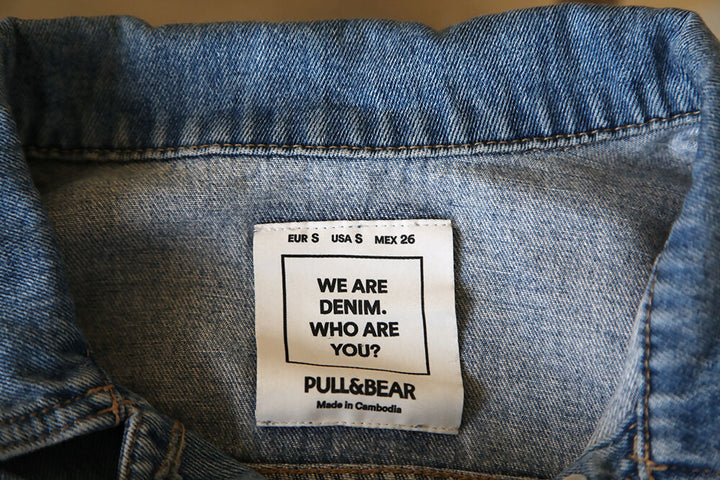 EUR S USA S MEX 26
WE ARE
DENIM.
WHO ARE
YOU?
PULL&BEAR
Made in Cambodia